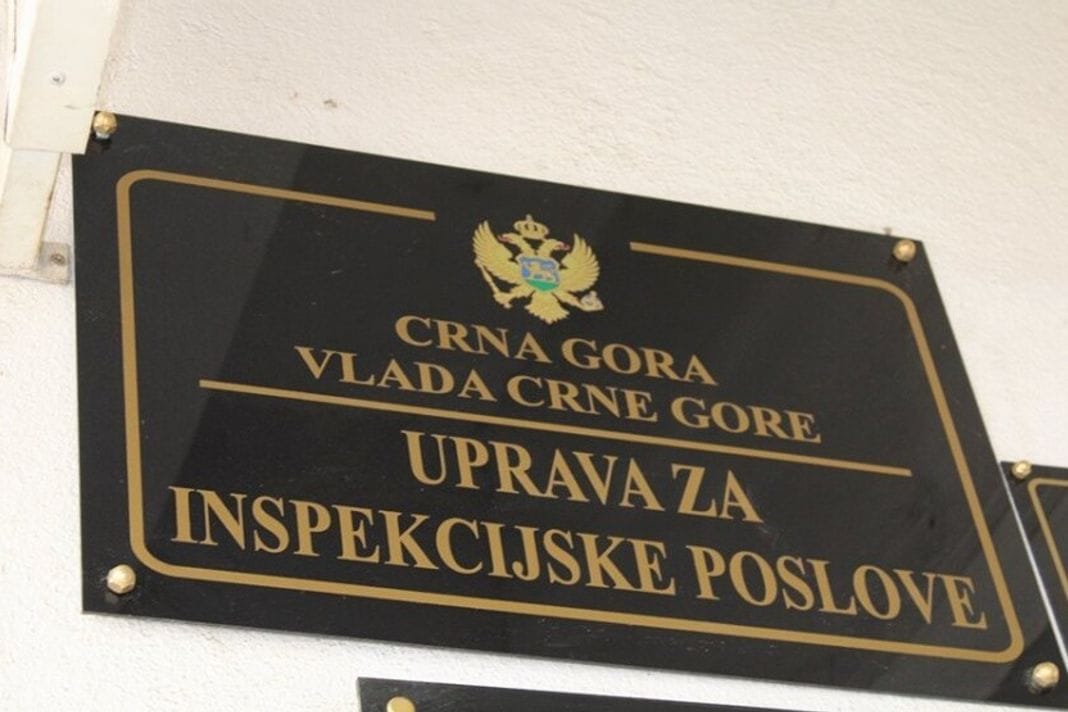 CRNA GORA
VLADA CRNE GORE
UPRAVA ZA
INSPEKCIJSKE POSLOVE